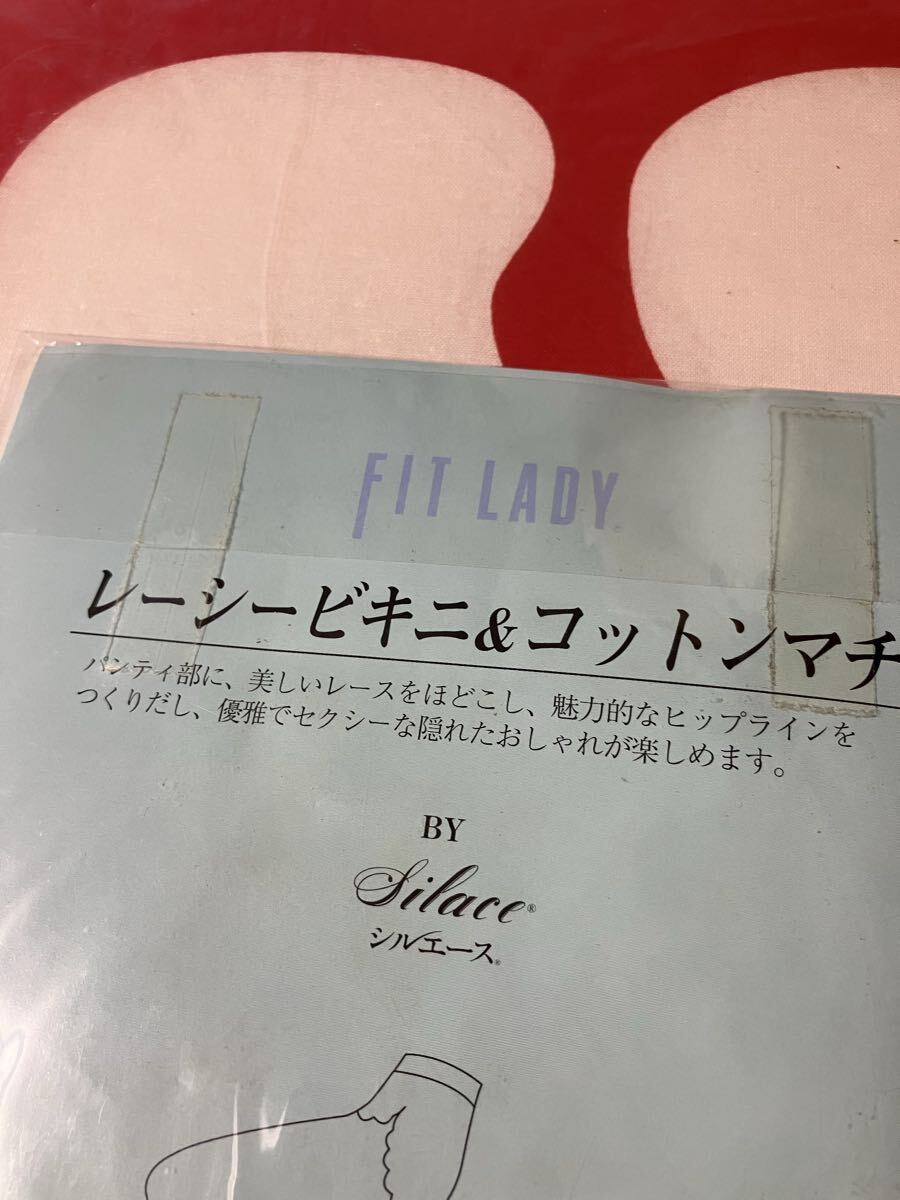 FIT LADY
レーシービキニ&コットンマチ
パンティ部に、美しいレースをほどこし、魅力的なヒップラインを
つくりだし、優雅でセクシーな隠れたおしゃれが楽しめます。
BY
Silace®
シルエース®